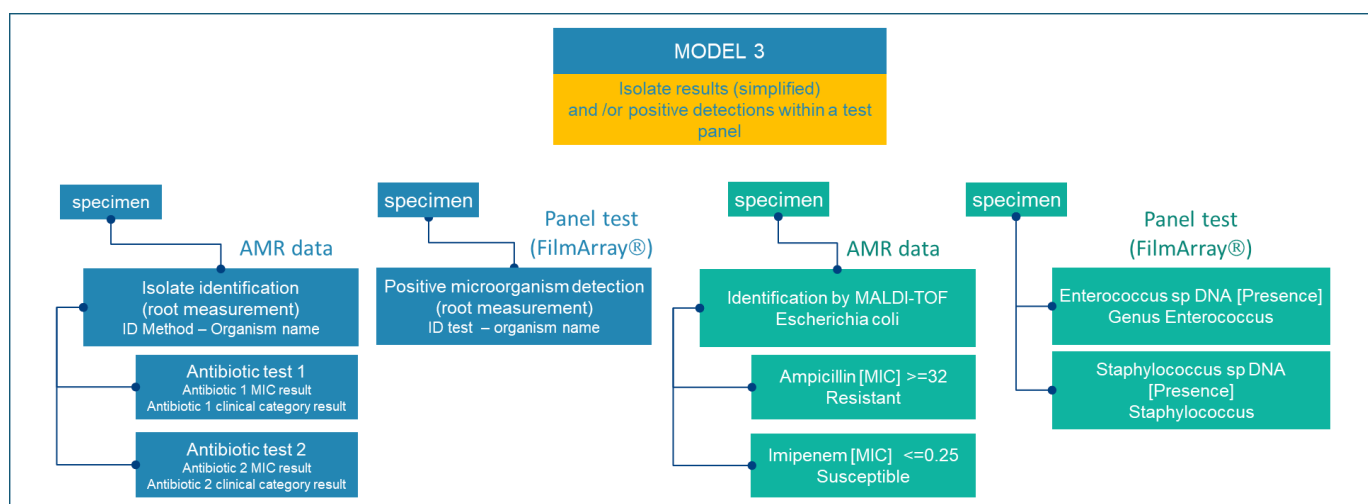 MODEL 3
Isolate results (simplified)
and /or positive detections within a test
panel
specimen
AMR data
Isolate identification
(root measurement)
ID Method – Organism name
Antibiotic test 1
Antibiotic 1 MIC result
Antibiotic 1 clinical category result
Antibiotic test 2
Antibiotic 2 MIC result
Antibiotic 2 clinical category result
specimen
Panel test
(FilmArray®)
Positive microorganism detection
(root measurement)
ID test – organism name
specimen
AMR data
Identification by MALDI-TOF
Escherichia coli
Ampicillin [MIC] >=32
Resistant
Imipenem [MIC] <=0.25
Susceptible
specimen
Panel test
(FilmArray®)
Enterococcus sp DNA [Presence]
Genus Enterococcus
Staphylococcus sp DNA
[Presence]
Staphylococcus